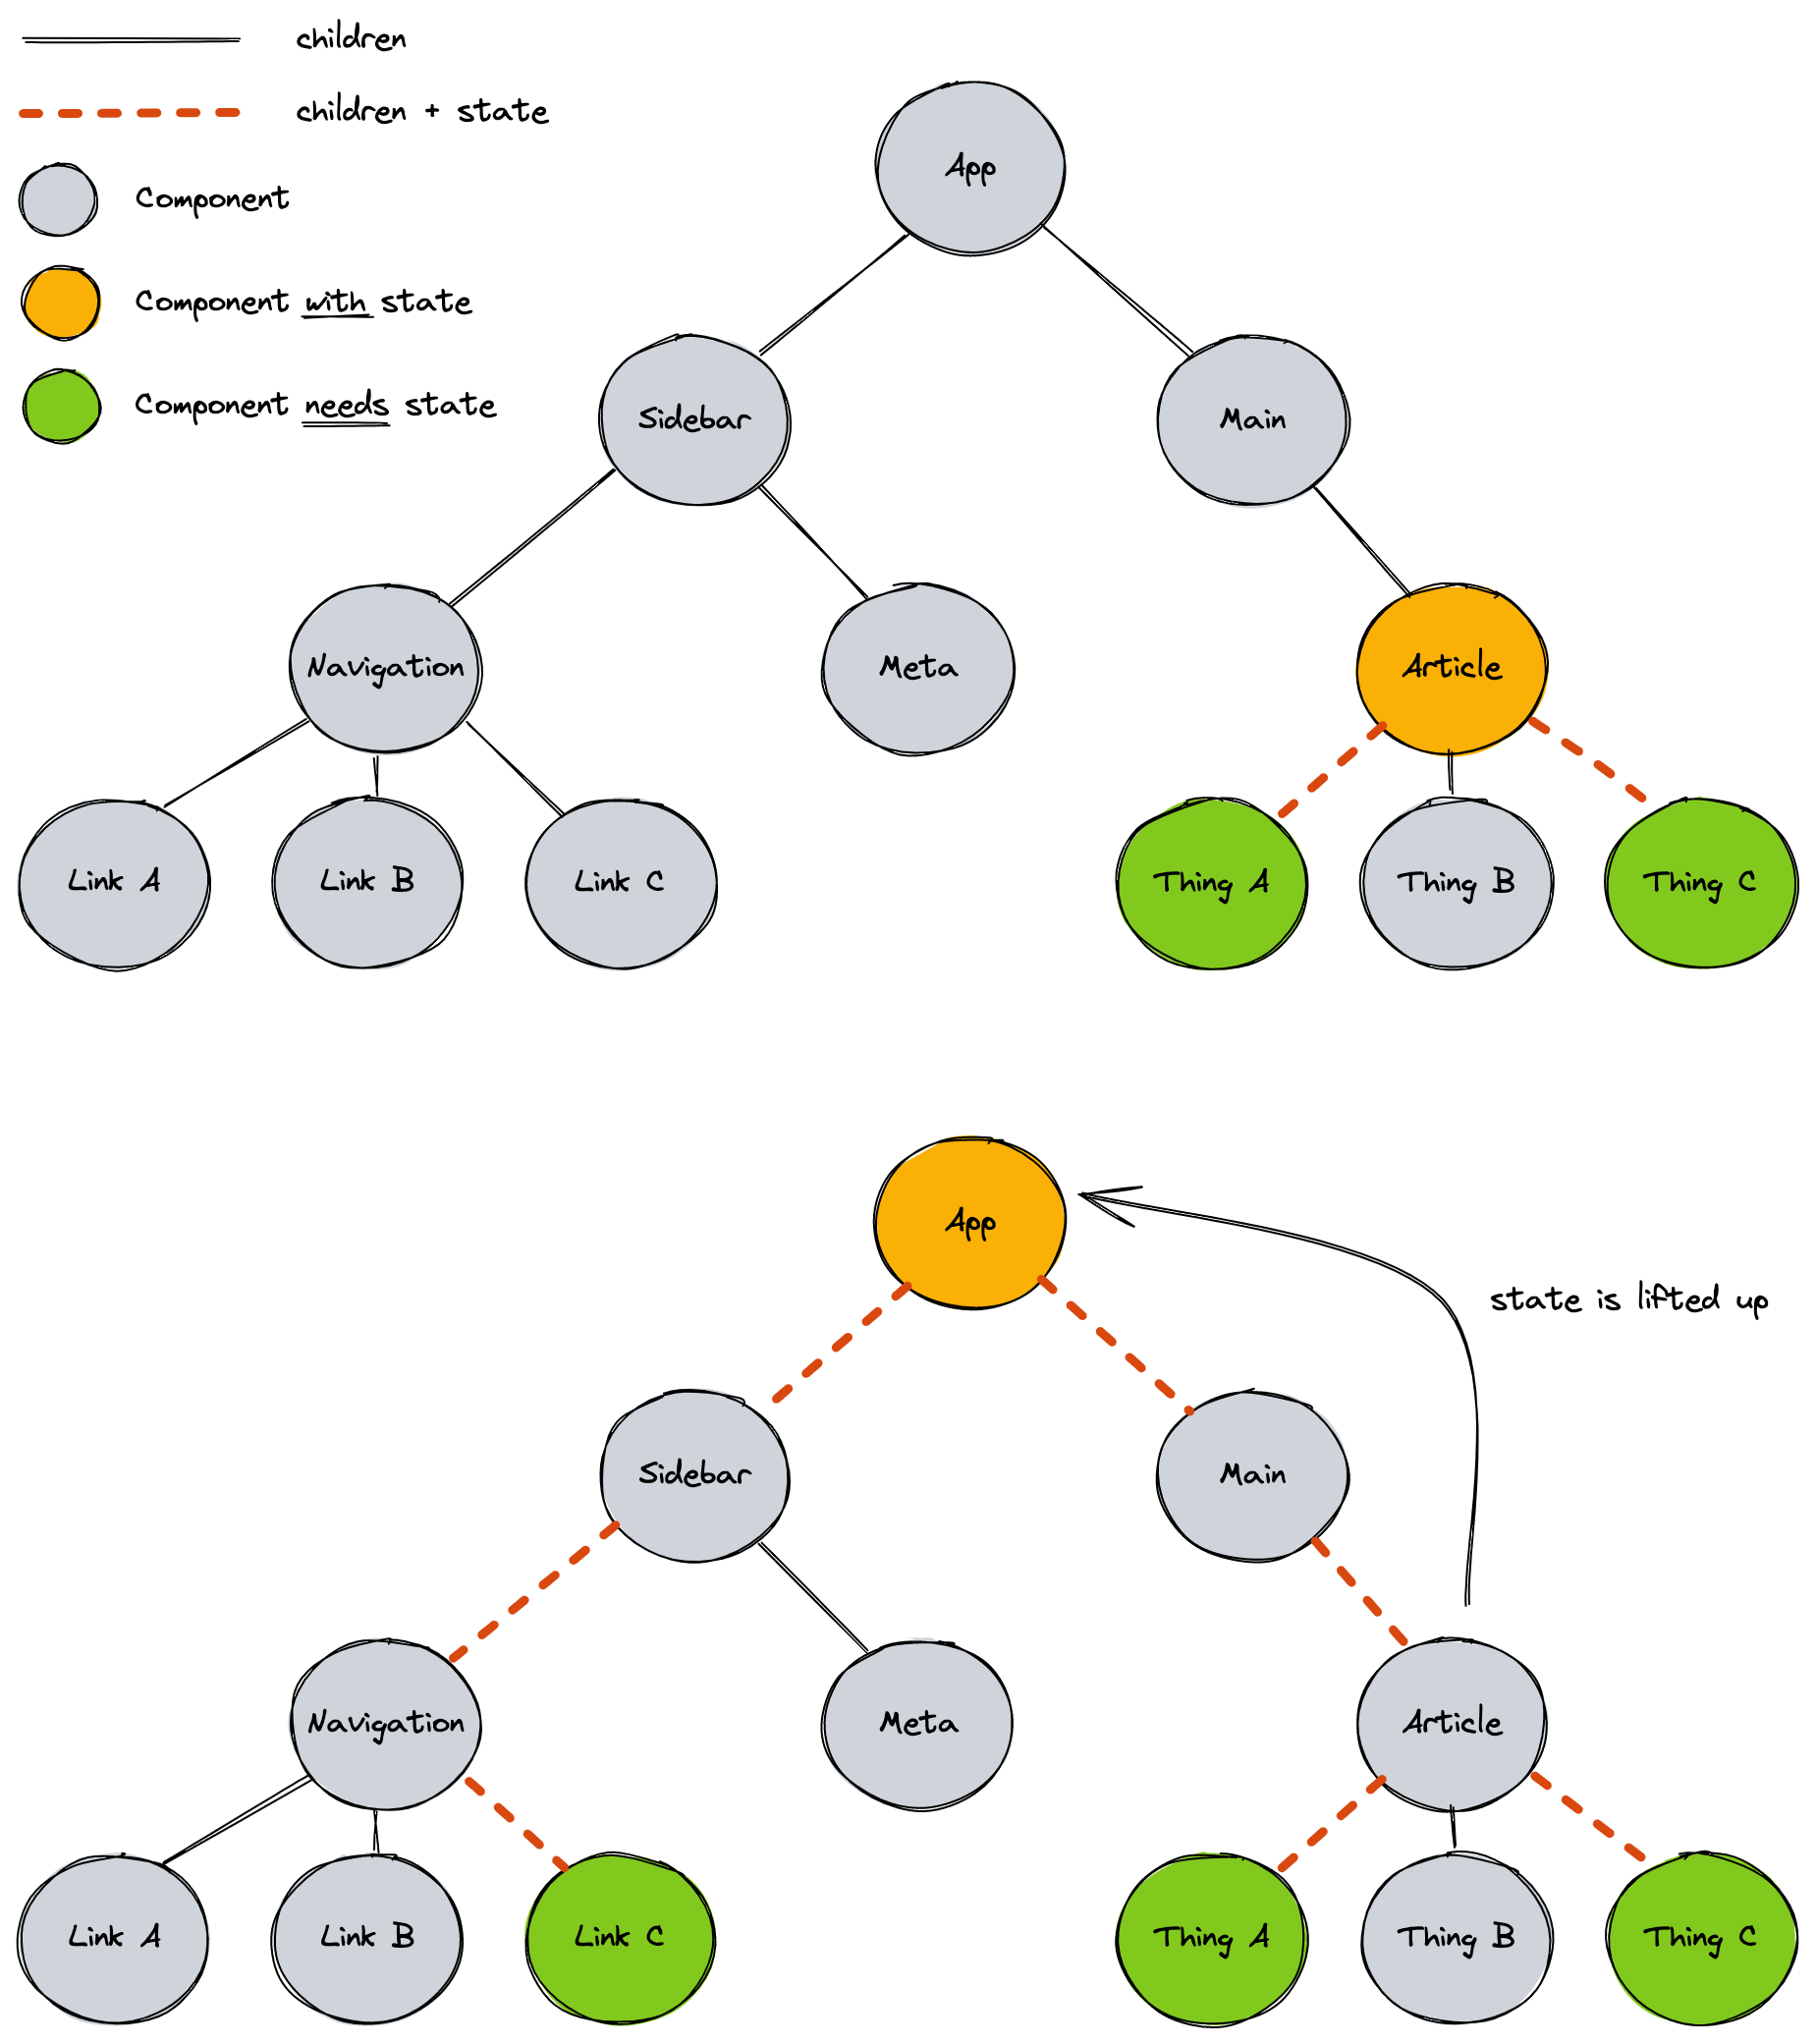 children
children + state
Component
Component with state
Component needs state
App
Sidebar
Main
Navigation
Meta
Article
Link A
Link B
Link C
Thing A
Thing B
Thing C
App
state is lifted up
Sidebar
Main
Navigation
Meta
Article
Link A
Link B
Link C
Thing A
Thing B
Thing C